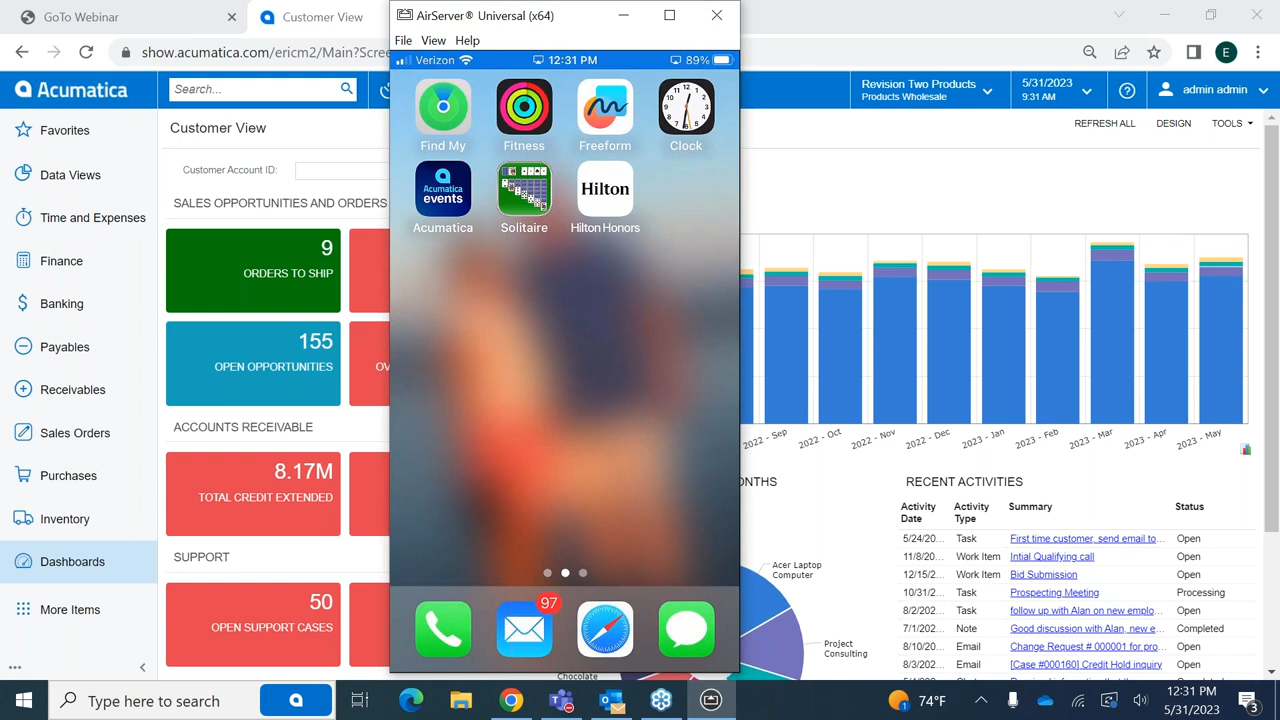 GoTo Webinar
Customer View
AirServer® Universal (x64)
File View Help
show.acumatica.com/ericm2/Main?Scree
E
Verizon
12:31 PM
89%
Find My
Fitness
Freeform
Clock
Acumatica events
Hilton
Acumatica
Solitaire
Hilton Honors
97
Acumatica
Search...
Revision Two Products
Products Wholesale
5/31/2023
9:31 AM
admin admin
Favorites
Data Views
Time and Expenses
Finance
Banking
Payables
Receivables
Sales Orders
Purchases
Inventory
Dashboards
More Items
Customer View
REFRESH ALL
DESIGN
TOOLS
Customer Account ID:
SALES OPPORTUNITIES AND ORDERS
9
ORDERS TO SHIP
155
OPEN OPPORTUNITIES
OV
ACCOUNTS RECEIVABLE
8.17M
TOTAL CREDIT EXTENDED
SUPPORT
50
OPEN SUPPORT CASES
2022 - Sep
2022 - Oct
2022 - Nov
2022 - Dec
2023 - Jan
2023 - Feb
2023 - Mar
2023 - Apr
2023 - May
ONTHS
Acer Laptop
Computer
Project
Consulting
Chocolate
RECENT ACTIVITIES
Activity Date
Activity Type
Summary
Status
5/24/20... Task First time customer, send email to... Open
11/8/20... Work Item Intial Qualifying call Open
12/15/2... Work Item Bid Submission Open
10/31/2... Task Prospecting Meeting Processing
8/2/202... Task follow up with Alan on new emplo... Open
7/1/202... Note Good discussion with Alan, new e... Completed
8/10/20... Email Change Request # 000001 for pro... Open
8/3/202... Email [Case #000160] Credit Hold inquiry Open
Type here to search
74°F
12:31 PM
5/31/2023
3